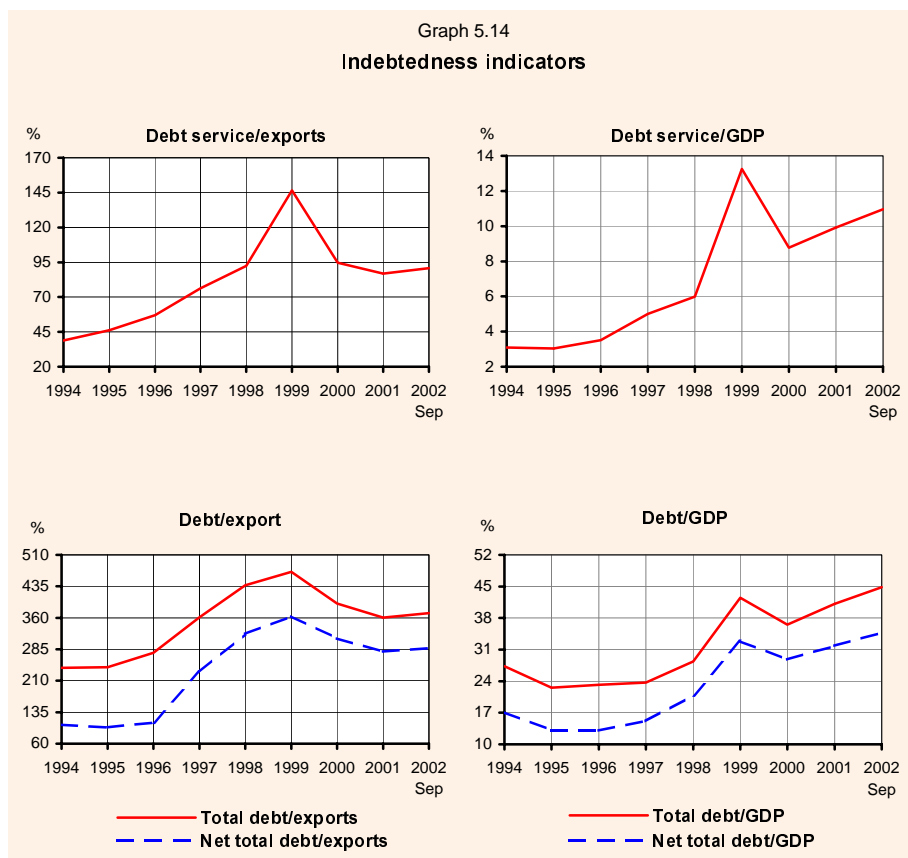 Graph 5.14
Indebtedness indicators
% Debt service/exports
170
145
120
95
70
45
20
1994 1995 1996 1997 1998 1999 2000 2001 2002
Sep
% Debt service/GDP
14
12
10
8
6
4
2
1994 1995 1996 1997 1998 1999 2000 2001 2002
Sep
% Debt/export
510
435
360
285
210
135
60
1994 1995 1996 1997 1998 1999 2000 2001 2002
Sep
Total debt/exports
Net total debt/exports
% Debt/GDP
52
45
38
31
24
17
10
1994 1995 1996 1997 1998 1999 2000 2001 2002
Sep
Total debt/GDP
Net total debt/GDP